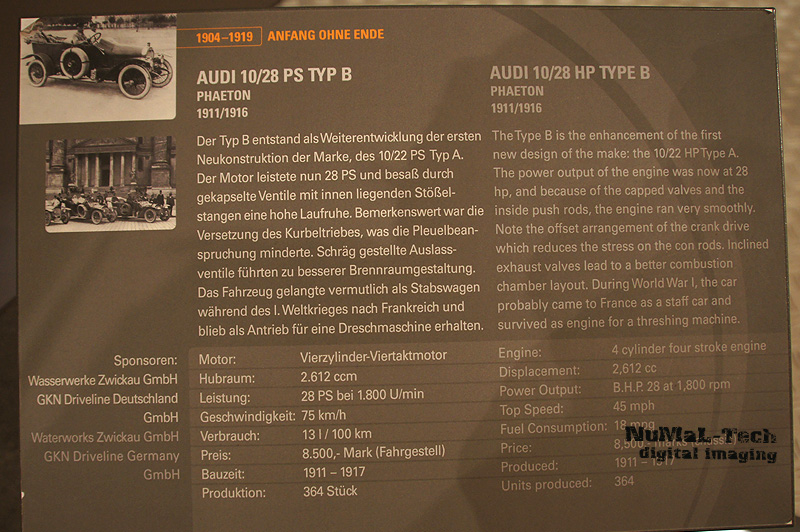 1904–1919 ANFANG OHNE ENDE
AUDI 10/28 PS TYP B
PHAETON
1911/1916
Der Typ B entstand als Weiterentwicklung der ersten
Neukonstruktion der Marke, des 10/22 PS Typ A.
Der Motor leistete nun 28 PS und besaß durch
gekapselte Ventile mit innen liegenden Stößel-
stangen eine hohe Laufruhe. Bemerkenswert war die
Versetzung des Kurbeltriebes, was die Pleuelbean-
spruchung minderte. Schräg gestellte Auslass-
ventile führten zu besserer Brennraumgestaltung.
Das Fahrzeug gelangte vermutlich als Stabswagen
während des I. Weltkrieges nach Frankreich und
blieb als Antrieb für eine Dreschmaschine erhalten.
AUDI 10/28 HP TYPE B
PHAETON
1911/1916
The Type B is the enhancement of the first
new design of the make: the 10/22 HP Type A.
The power output of the engine was now at 28
hp, and because of the capped valves and the
inside push rods, the engine ran very smoothly.
Note the offset arrangement of the crank drive
which reduces the stress on the con rods. Inclined
exhaust valves lead to a better combustion
chamber layout. During World War I, the car
probably came to France as a staff car and
survived as engine for a threshing machine.
Sponsoren:
Wasserwerke Zwickau GmbH
GKN Driveline Deutschland
GmbH
Waterworks Zwickau GmbH
GKN Driveline Germany
GmbH
Motor: Vierzylinder-Viertaktmotor
Hubraum: 2.612 ccm
Leistung: 28 PS bei 1.800 U/min
Geschwindigkeit: 75 km/h
Verbrauch: 13 l / 100 km
Preis: 8.500,- Mark (Fahrgestell)
Bauzeit: 1911 – 1917
Produktion: 364 Stück
Engine: 4 cylinder four stroke engine
Displacement: 2,612 cc
Power Output: B.H.P. 28 at 1,800 rpm
Top Speed: 45 mph
Fuel Consumption: 18 mpg
Price: 8,500,- Marks
Produced: 1911 – 1917
Units produced: 364
NuMaL Tech
digital imaging